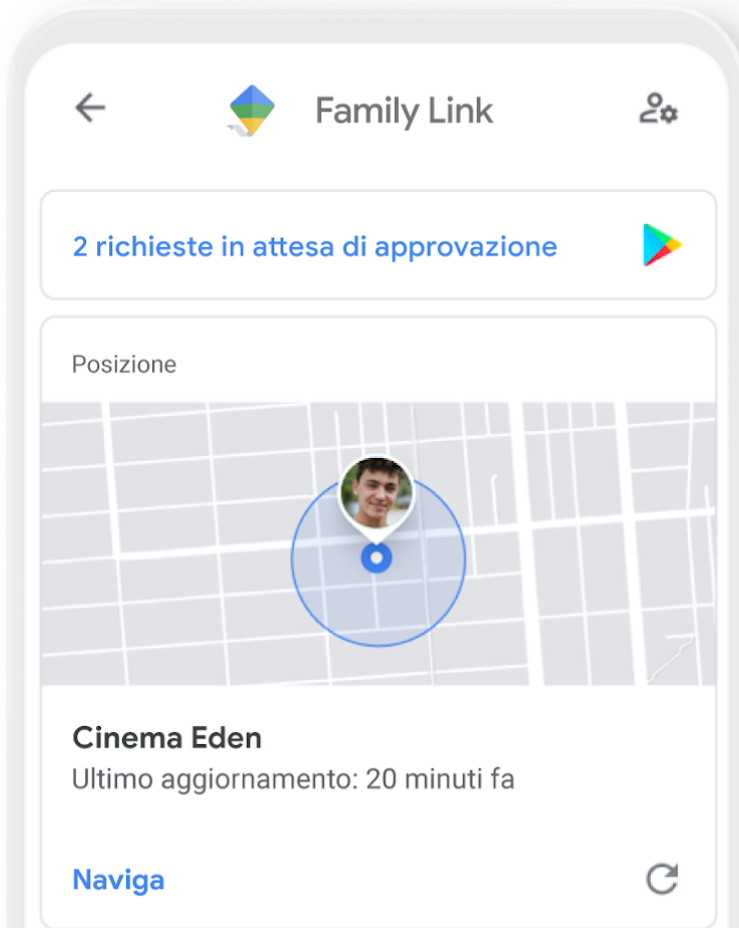 Family Link
2 richieste in attesa di approvazione
Posizione
Cinema Eden
Ultimo aggiornamento: 20 minuti fa
Naviga